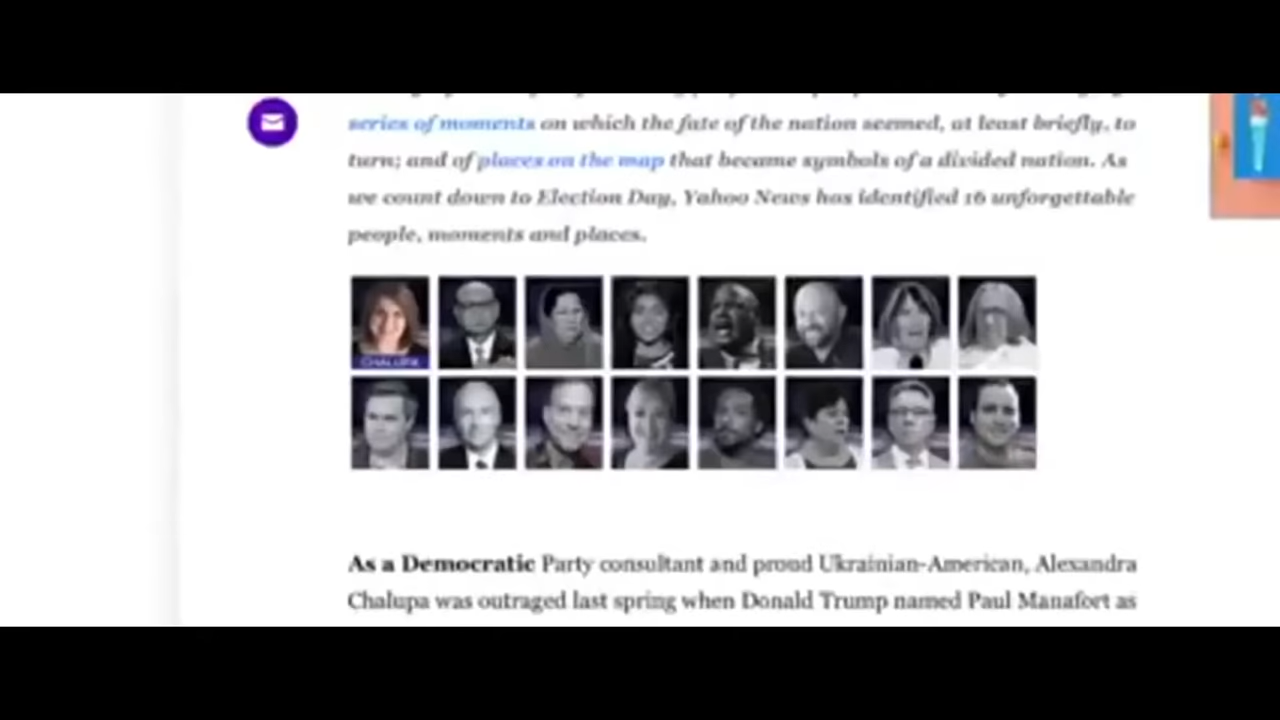 series of moments on which the fate of the nation seemed, at least briefly, to
turn; and of places on the map that became symbols of a divided nation. As
we count down to Election Day, Yahoo News has identified 16 unforgettable
people, moments and places.
CHALUPA
As a Democratic Party consultant and proud Ukrainian-American, Alexandra
Chalupa was outraged last spring when Donald Trump named Paul Manafort as